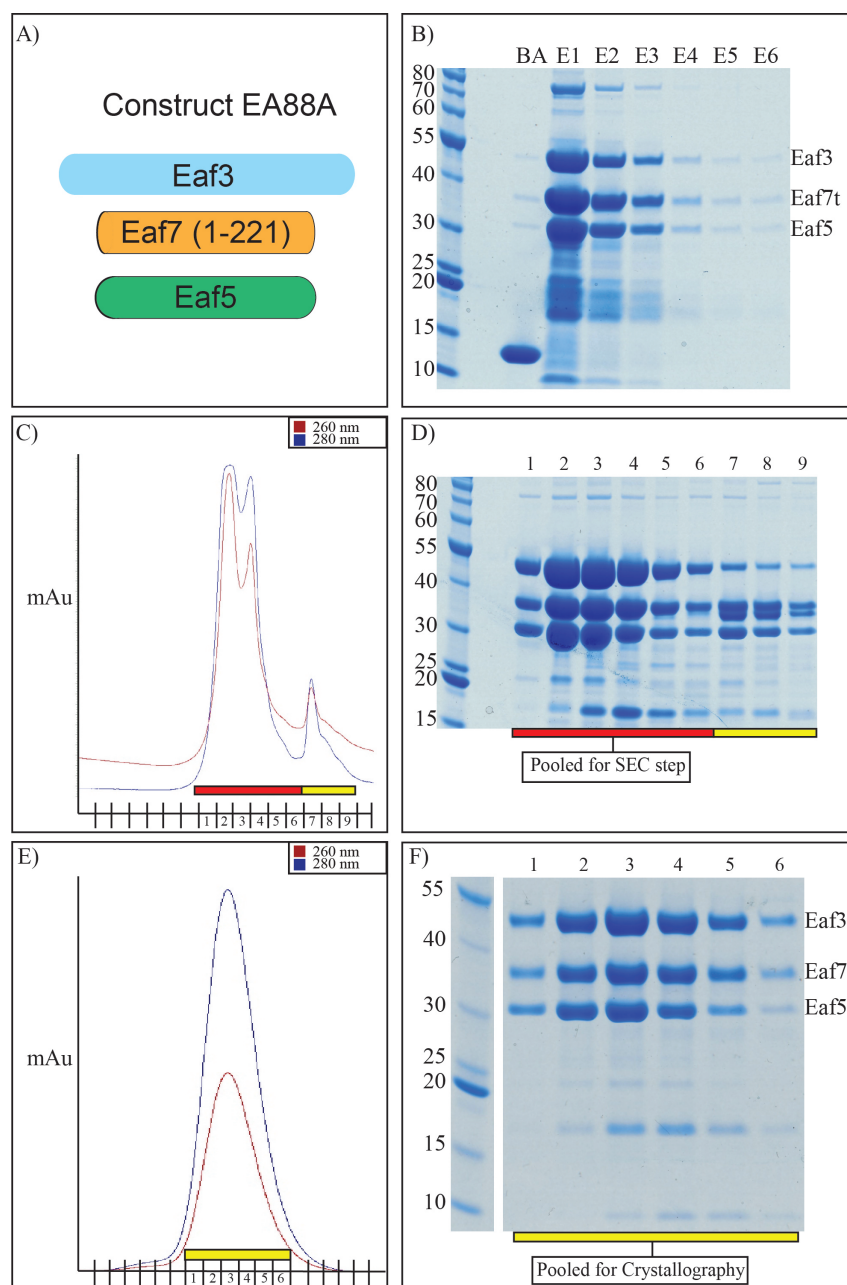 A)
Construct EA88A
Eaf3
Eaf7 (1-221)
Eaf5
B)
BA E1 E2 E3 E4 E5 E6
80
70
60
55
40
30
25
20
15
10
Eaf3
Eaf7t
Eaf5
C)
260 nm
280 nm
mAu
1 2 3 4 5 6 7 8 9
D)
1 2 3 4 5 6 7 8 9
80
70
60
55
40
30
25
20
15
Pooled for SEC step
E)
260 nm
280 nm
mAu
1 2 3 4 5 6
F)
1 2 3 4 5 6
55
40
30
25
20
15
10
Eaf3
Eaf7
Eaf5
Pooled for Crystallography